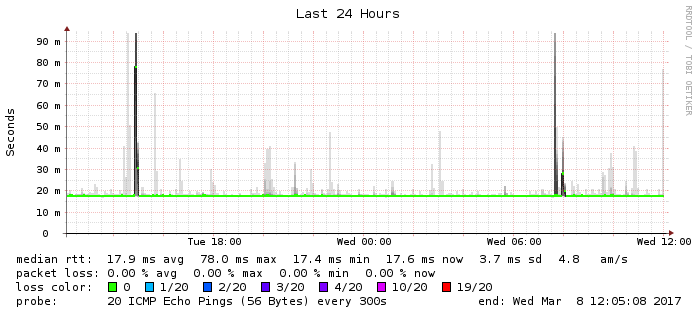 Last 24 Hours
RRDTOOL / TOBI OETIKER
Seconds
90 m
80 m
70 m
60 m
50 m
40 m
30 m
20 m
10 m
0
Tue 18:00 Wed 00:00 Wed 06:00 Wed 12:00
median rtt: 17.9 ms avg 78.0 ms max 17.4 ms min 17.6 ms now 3.7 ms sd 4.8 am/s
packet loss: 0.00 % avg 0.00 % max 0.00 % min 0.00 % now
loss color: 0 1/20 2/20 3/20 4/20 10/20 19/20
probe: 20 ICMP Echo Pings (56 Bytes) every 300s end: Wed Mar 8 12:05:08 2017